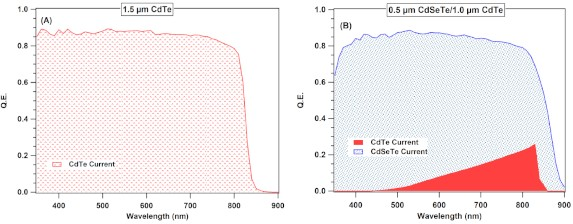 1.5 µm CdTe
(A)
1.0
0.8
0.6
0.4
0.2
0.0
Q.E.
CdTe Current
400 500 600 700 800 900
Wavelength (nm)
0.5 µm CdSeTe/1.0 µm CdTe
(B)
1.0
0.8
0.6
0.4
0.2
0.0
Q.E.
CdTe Current
CdSeTe Current
400 500 600 700 800 900
Wavelength (nm)